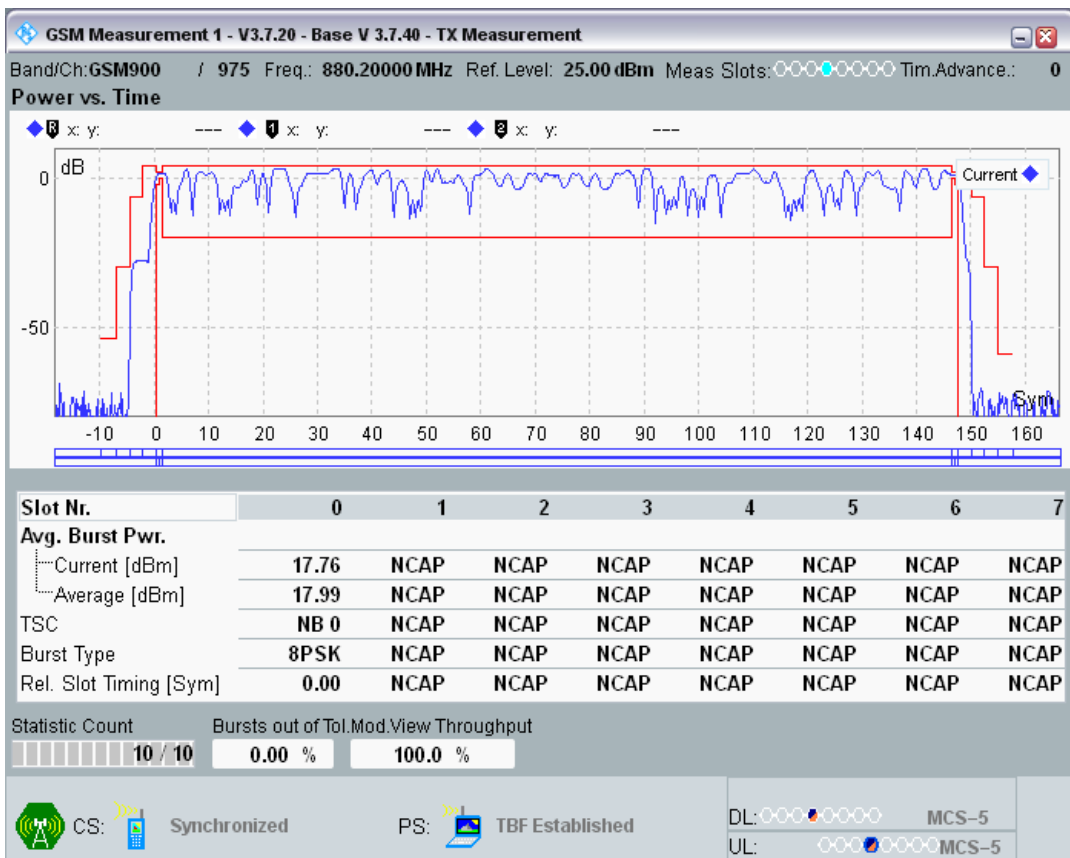 GSM Measurement 1 - V3.7.20 - Base V 3.7.40 - TX Measurement
Band/Ch:GSM900 / 975 Freq.: 880.20000 MHz Ref. Level: 25.00 dBm Meas Slots: Tim.Advance.: 0
Power vs. Time
R x: y: --- 1 x: y: --- 2 x: y: ---
dB
0
Current
-50
Sym
-10 0 10 20 30 40 50 60 70 80 90 100 110 120 130 140 150 160
Slot Nr. 0 1 2 3 4 5 6 7
Avg. Burst Pwr.
Current [dBm] 17.76 NCAP NCAP NCAP NCAP NCAP NCAP NCAP
Average [dBm] 17.99 NCAP NCAP NCAP NCAP NCAP NCAP NCAP
TSC NB 0 NCAP NCAP NCAP NCAP NCAP NCAP NCAP
Burst Type 8PSK NCAP NCAP NCAP NCAP NCAP NCAP NCAP
Rel. Slot Timing [Sym] 0.00 NCAP NCAP NCAP NCAP NCAP NCAP NCAP
Statistic Count Bursts out of Tol.Mod.View Throughput
10 / 10 0.00 % 100.0 %
CS: Synchronized PS: TBF Established
DL: MCS-5
UL: MCS-5